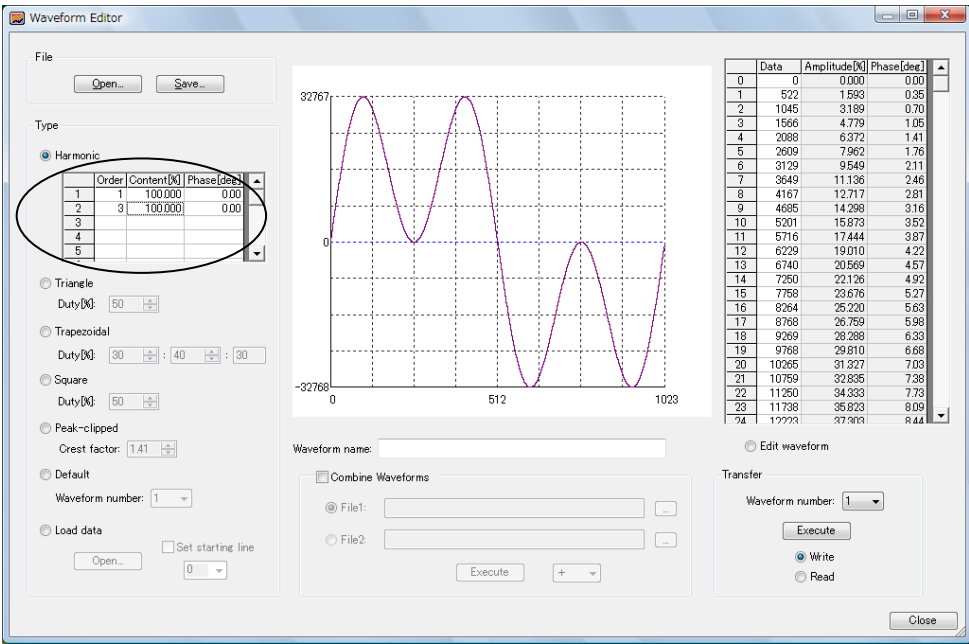 Waveform Editor
File
Open... Save...
Type
Harmonic
Order Content[%] Phase[deg]
1 1 100.000 0.00
2 3 100.000 0.00
3
4
5
Triangle
Duty[%]: 50
Trapezoidal
Duty[%]: 30 : 40 : 30
Square
Duty[%]: 50
Peak-clipped
Crest factor: 1.41
Default
Waveform number: 1
Load data
Open... Set starting line
0
32767
0
-32768
0 512 1023
Waveform name:
Combine Waveforms
File1: ...
File2: ...
Execute +
Data Amplitude[%] Phase[deg]
0 0 0.000 0.00
1 522 1.593 0.35
2 1045 3.189 0.70
3 1566 4.779 1.05
4 2088 6.372 1.41
5 2609 7.962 1.76
6 3129 9.549 2.11
7 3649 11.136 2.46
8 4167 12.717 2.81
9 4685 14.298 3.16
10 5201 15.873 3.52
11 5716 17.444 3.87
12 6229 19.010 4.22
13 6740 20.569 4.57
14 7250 22.126 4.92
15 7758 23.676 5.27
16 8264 25.220 5.63
17 8768 26.759 5.98
18 9269 28.288 6.33
19 9768 29.810 6.68
20 10265 31.327 7.03
21 10759 32.835 7.38
22 11250 34.333 7.73
23 11738 35.823 8.09
24 12223 37.303 8.44
Edit waveform
Transfer
Waveform number: 1
Execute
Write
Read
Close